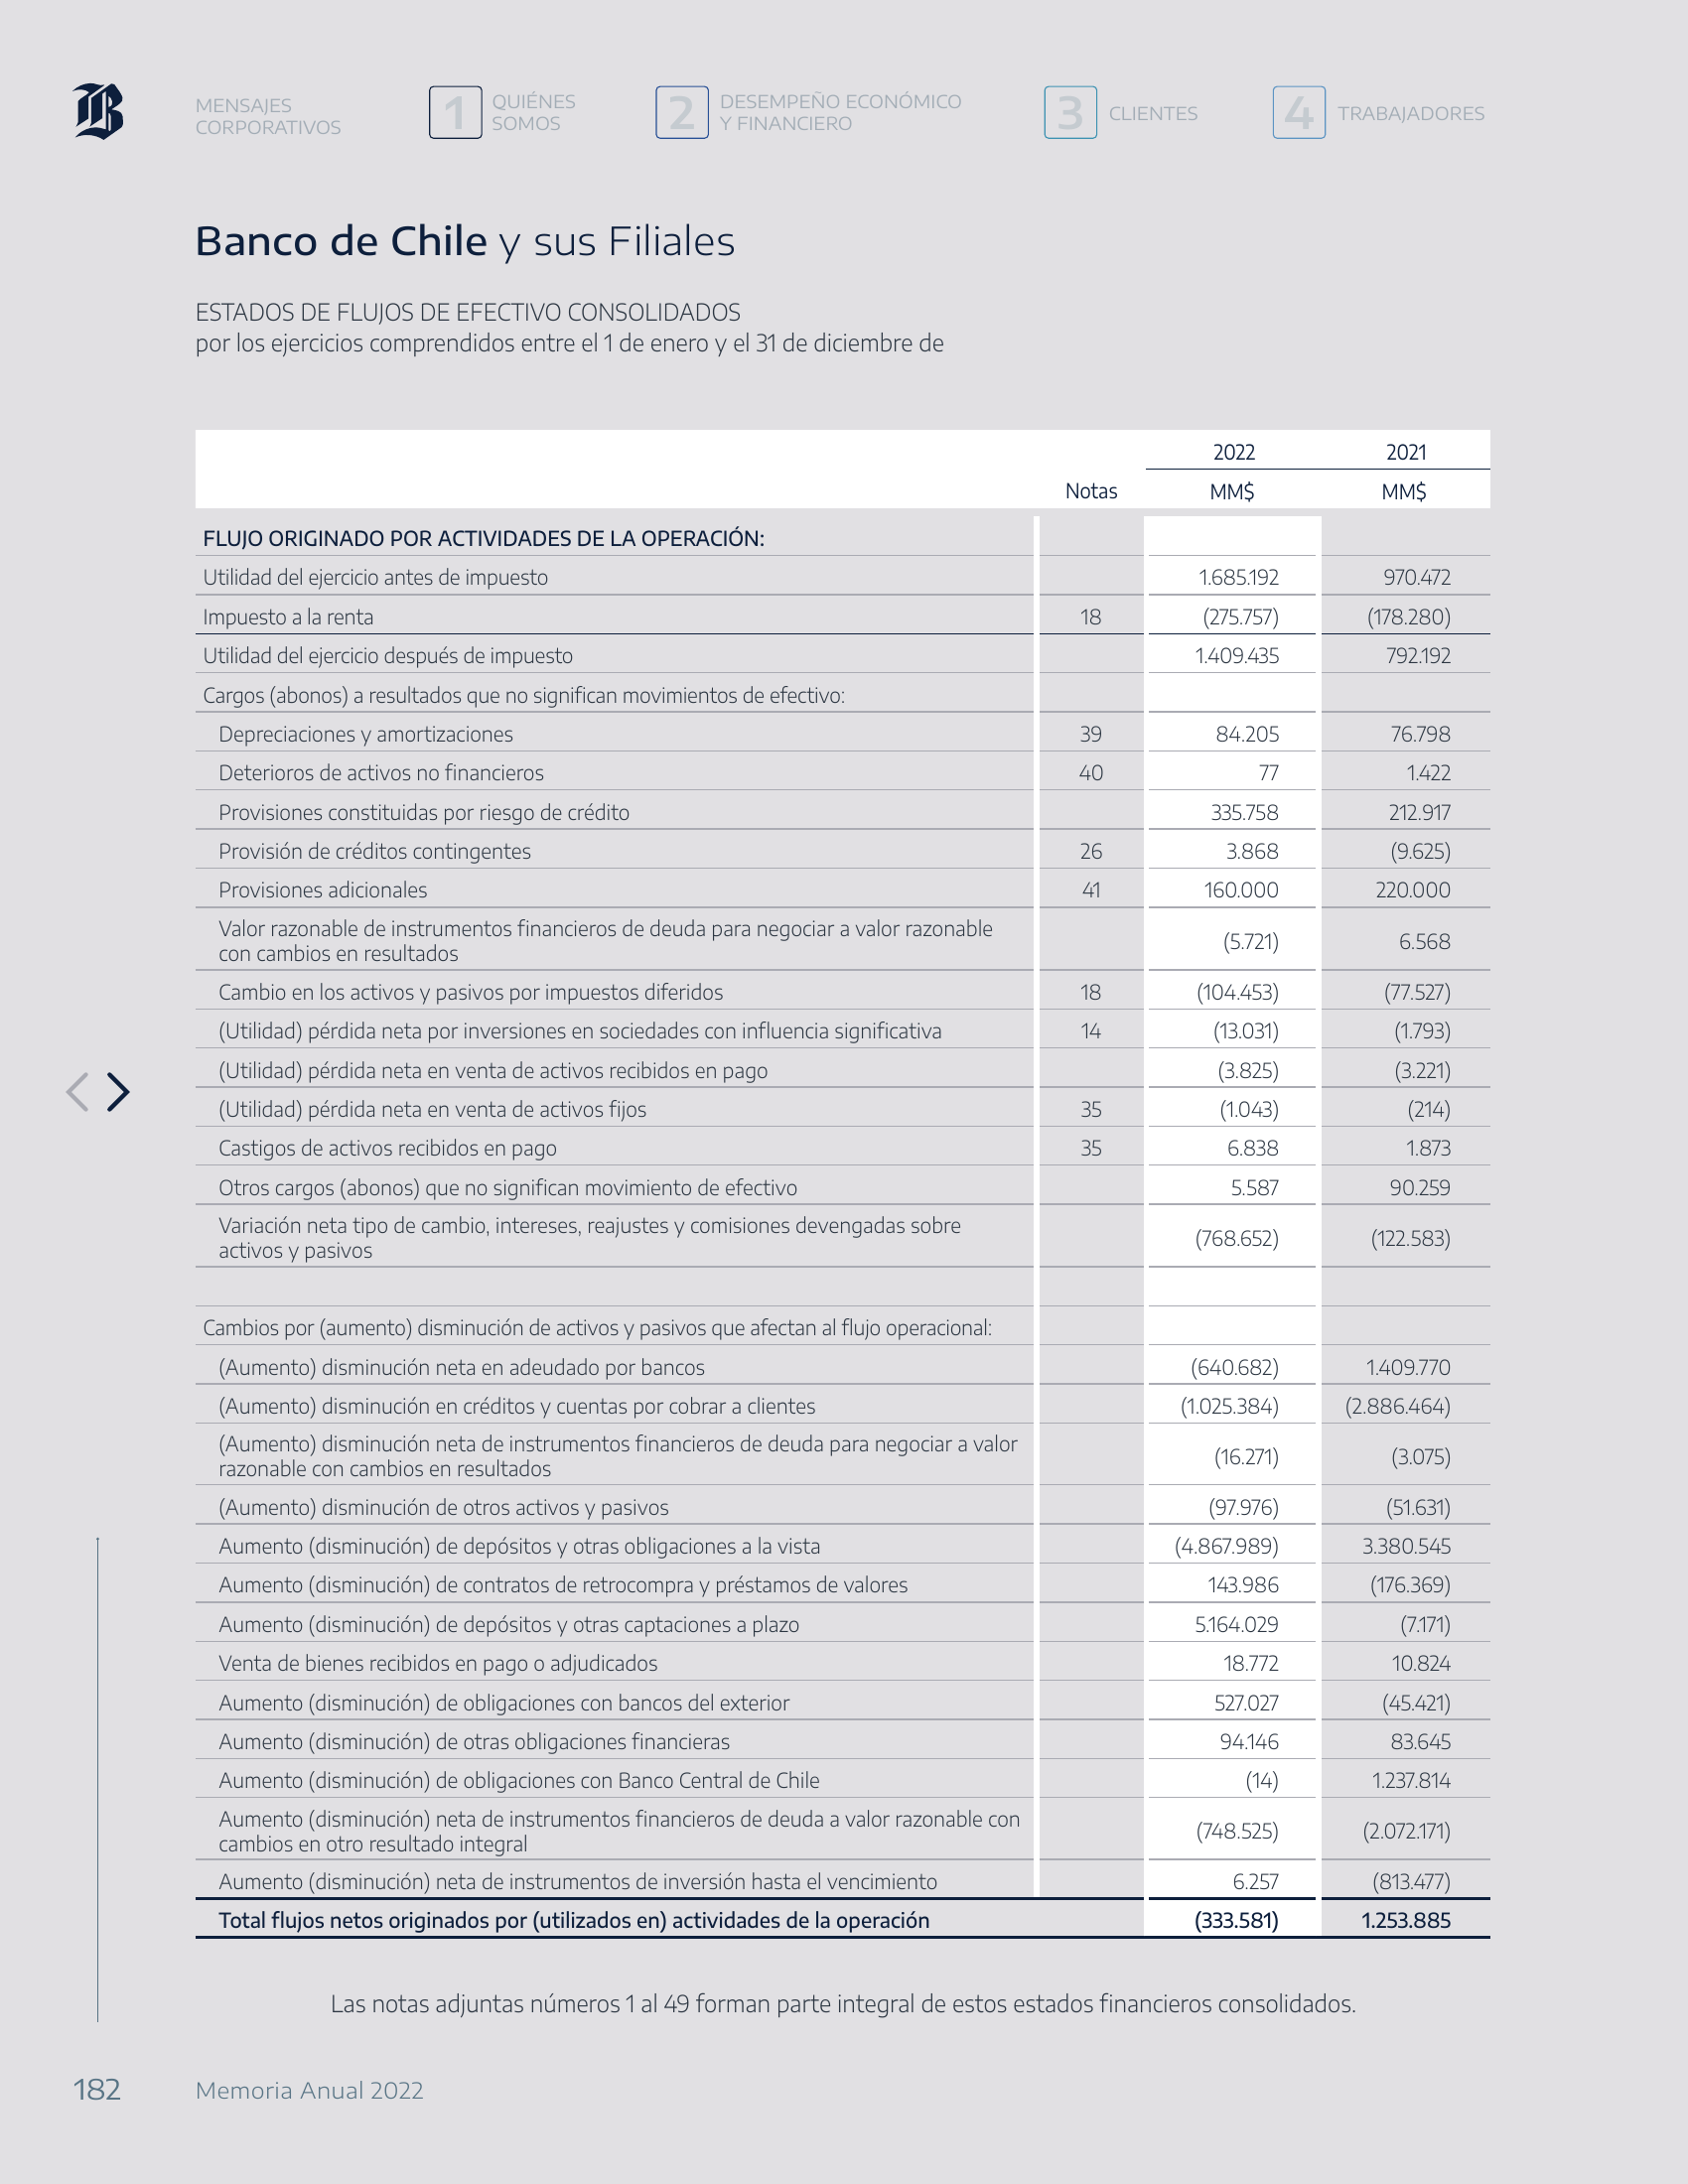 B
MENSAJES
CORPORATIVOS
1 QUIÉNES
SOMOS
2 DESEMPEÑO ECONÓMICO
Y FINANCIERO
3 CLIENTES
4 TRABAJADORES
Banco de Chile y sus Filiales
ESTADOS DE FLUJOS DE EFECTIVO CONSOLIDADOS
por los ejercicios comprendidos entre el 1 de enero y el 31 de diciembre de
2022 2021
Notas MM$ MM$
FLUJO ORIGINADO POR ACTIVIDADES DE LA OPERACIÓN:
Utilidad del ejercicio antes de impuesto 1.685.192 970.472
Impuesto a la renta 18 (275.757) (178.280)
Utilidad del ejercicio después de impuesto 1.409.435 792.192
Cargos (abonos) a resultados que no significan movimientos de efectivo:
Depreciaciones y amortizaciones 39 84.205 76.798
Deterioros de activos no financieros 40 77 1.422
Provisiones constituidas por riesgo de crédito 335.758 212.917
Provisión de créditos contingentes 26 3.868 (9.625)
Provisiones adicionales 41 160.000 220.000
Valor razonable de instrumentos financieros de deuda para negociar a valor razonable
con cambios en resultados (5.721) 6.568
Cambio en los activos y pasivos por impuestos diferidos 18 (104.453) (77.527)
(Utilidad) pérdida neta por inversiones en sociedades con influencia significativa 14 (13.031) (1.793)
(Utilidad) pérdida neta en venta de activos recibidos en pago (3.825) (3.221)
(Utilidad) pérdida neta en venta de activos fijos 35 (1.043) (214)
Castigos de activos recibidos en pago 35 6.838 1.873
Otros cargos (abonos) que no significan movimiento de efectivo 5.587 90.259
Variación neta tipo de cambio, intereses, reajustes y comisiones devengadas sobre
activos y pasivos (768.652) (122.583)
Cambios por (aumento) disminución de activos y pasivos que afectan al flujo operacional:
(Aumento) disminución neta en adeudado por bancos (640.682) 1.409.770
(Aumento) disminución en créditos y cuentas por cobrar a clientes (1.025.384) (2.886.464)
(Aumento) disminución neta de instrumentos financieros de deuda para negociar a valor
razonable con cambios en resultados (16.271) (3.075)
(Aumento) disminución de otros activos y pasivos (97.976) (51.631)
Aumento (disminución) de depósitos y otras obligaciones a la vista (4.867.989) 3.380.545
Aumento (disminución) de contratos de retrocompra y préstamos de valores 143.986 (176.369)
Aumento (disminución) de depósitos y otras captaciones a plazo 5.164.029 (7.171)
Venta de bienes recibidos en pago o adjudicados 18.772 10.824
Aumento (disminución) de obligaciones con bancos del exterior 527.027 (45.421)
Aumento (disminución) de otras obligaciones financieras 94.146 83.645
Aumento (disminución) de obligaciones con Banco Central de Chile (14) 1.237.814
Aumento (disminución) neta de instrumentos financieros de deuda a valor razonable con
cambios en otro resultado integral (748.525) (2.072.171)
Aumento (disminución) neta de instrumentos de inversión hasta el vencimiento 6.257 (813.477)
Total flujos netos originados por (utilizados en) actividades de la operación (333.581) 1.253.885
Las notas adjuntas números 1 al 49 forman parte integral de estos estados financieros consolidados.
182 Memoria Anual 2022